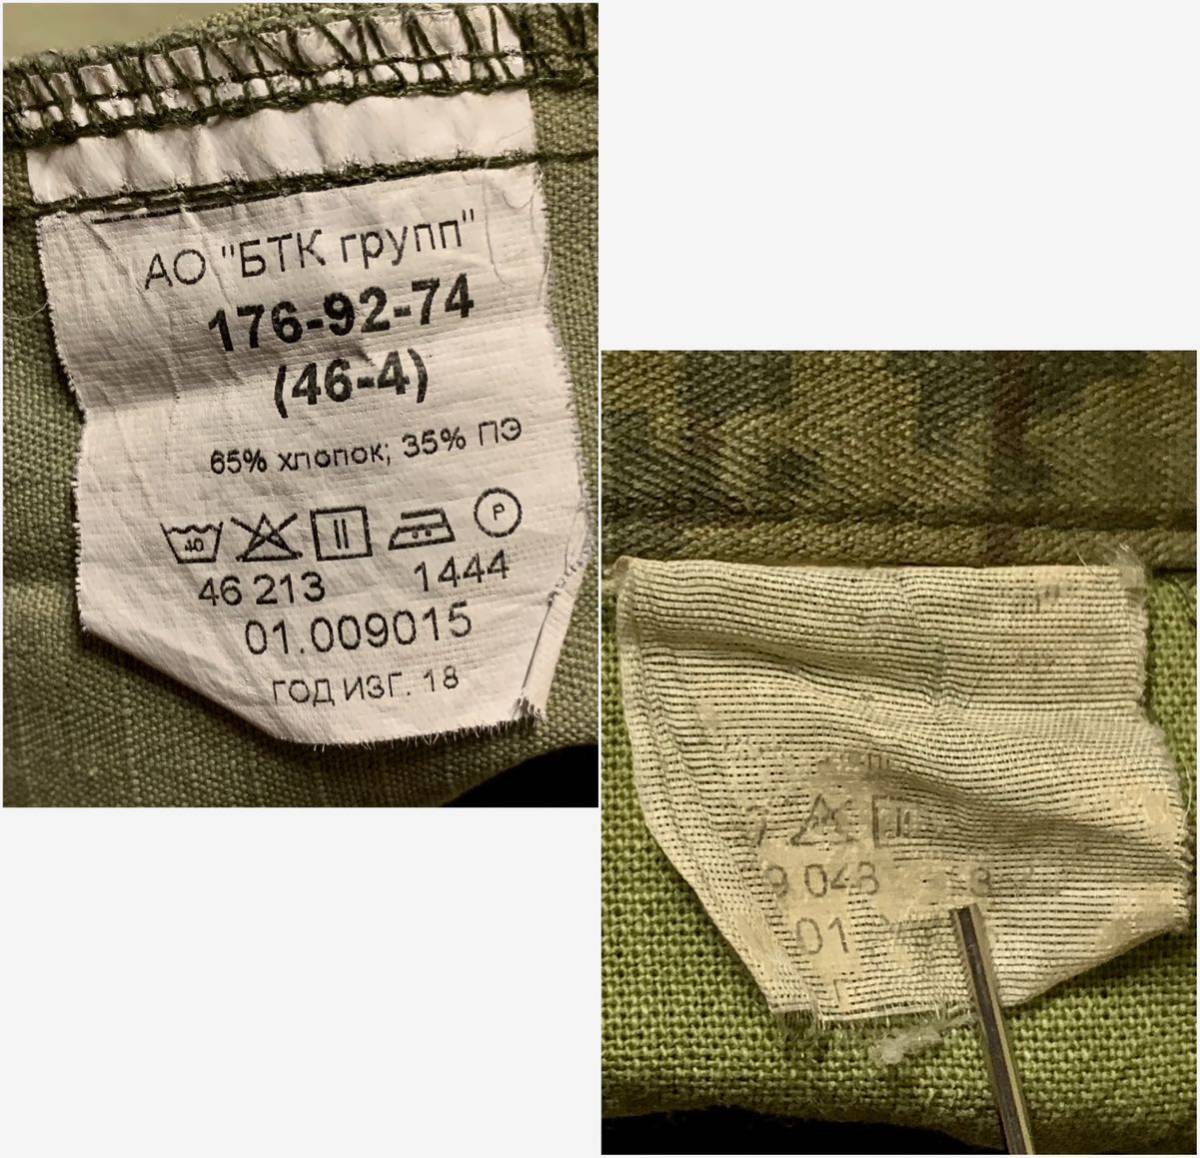 АО "БТК групп"
176-92-74
(46-4)
65% хлопок; 35% ПЭ
40 P
46 213 1444
01.009015
ГОД ИЗГ. 18
9 048
01